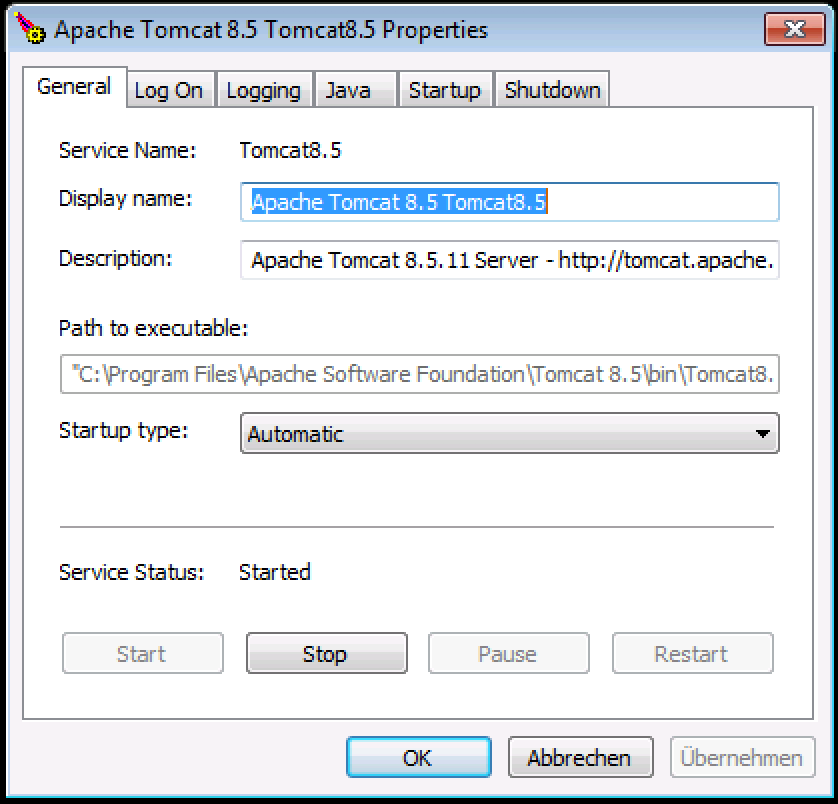 Apache Tomcat 8.5 Tomcat8.5 Properties
General Log On Logging Java Startup Shutdown
Service Name: Tomcat8.5
Display name: Apache Tomcat 8.5 Tomcat8.5
Description: Apache Tomcat 8.5.11 Server - http://tomcat.apache.
Path to executable:
"C:\Program Files\Apache Software Foundation\Tomcat 8.5\bin\Tomcat8.
Startup type: Automatic
Service Status: Started
Start Stop Pause Restart
OK Abbrechen Übernehmen